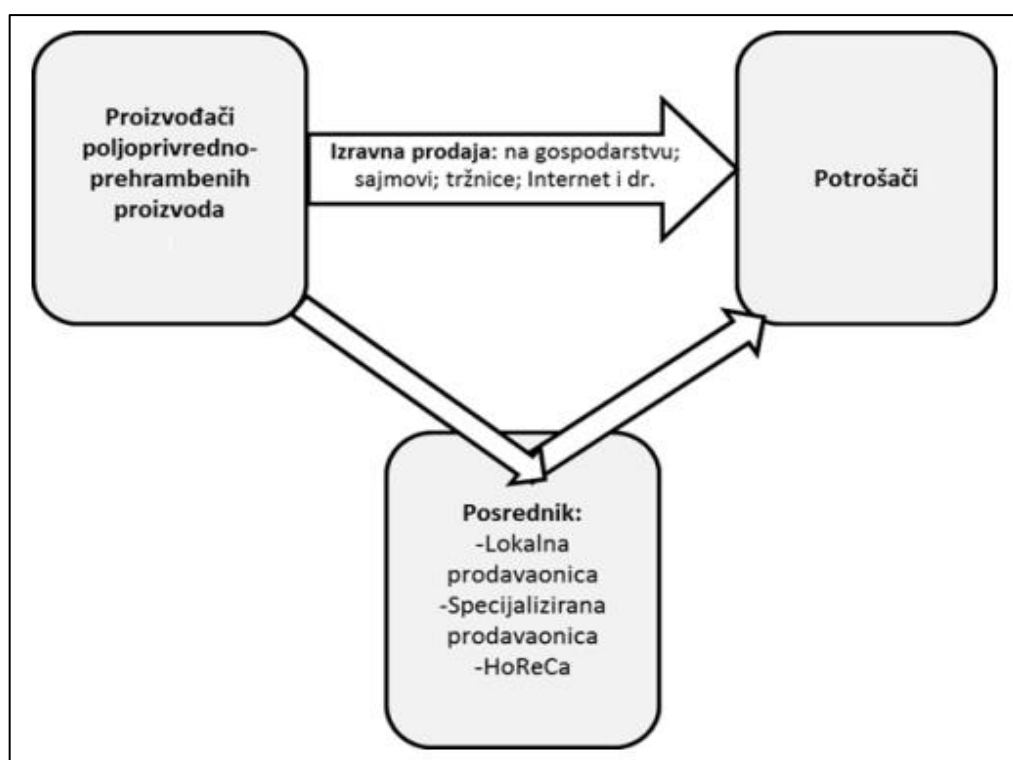 Proizvođači
poljoprivredno-
prehrambenih
proizvoda
Izravna prodaja: na gospodarstvu;
sajmovi; tržnice; Internet i dr.
Potrošači
Posrednik:
-Lokalna
prodavaonica
-Specijalizirana
prodavaonica
-HoReCa